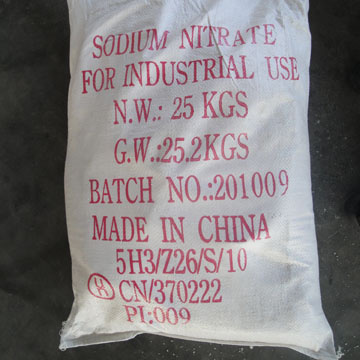 SODIUM NITRATE
FOR INDUSTRIAL USE
N.W.: 25 KGS
G.W.:25.2KGS
BATCH NO.:201009
MADE IN CHINA
5H3/Z26/S/10
CN/370222
PI:009